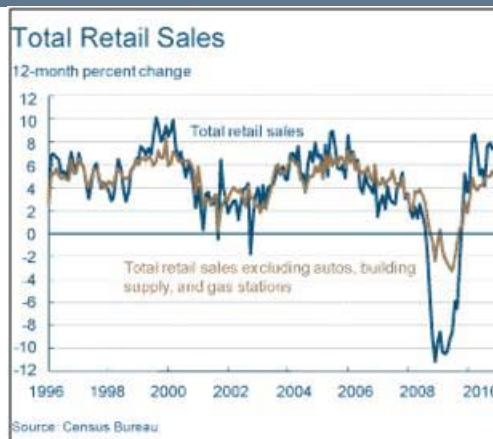 Total Retail Sales
12-month percent change
12
10
8
6
4
2
0
-2
-4
-6
-8
-10
-12
Total retail sales
Total retail sales excluding autos, building
supply, and gas stations
1996 1998 2000 2002 2004 2006 2008 2010
Source: Census Bureau